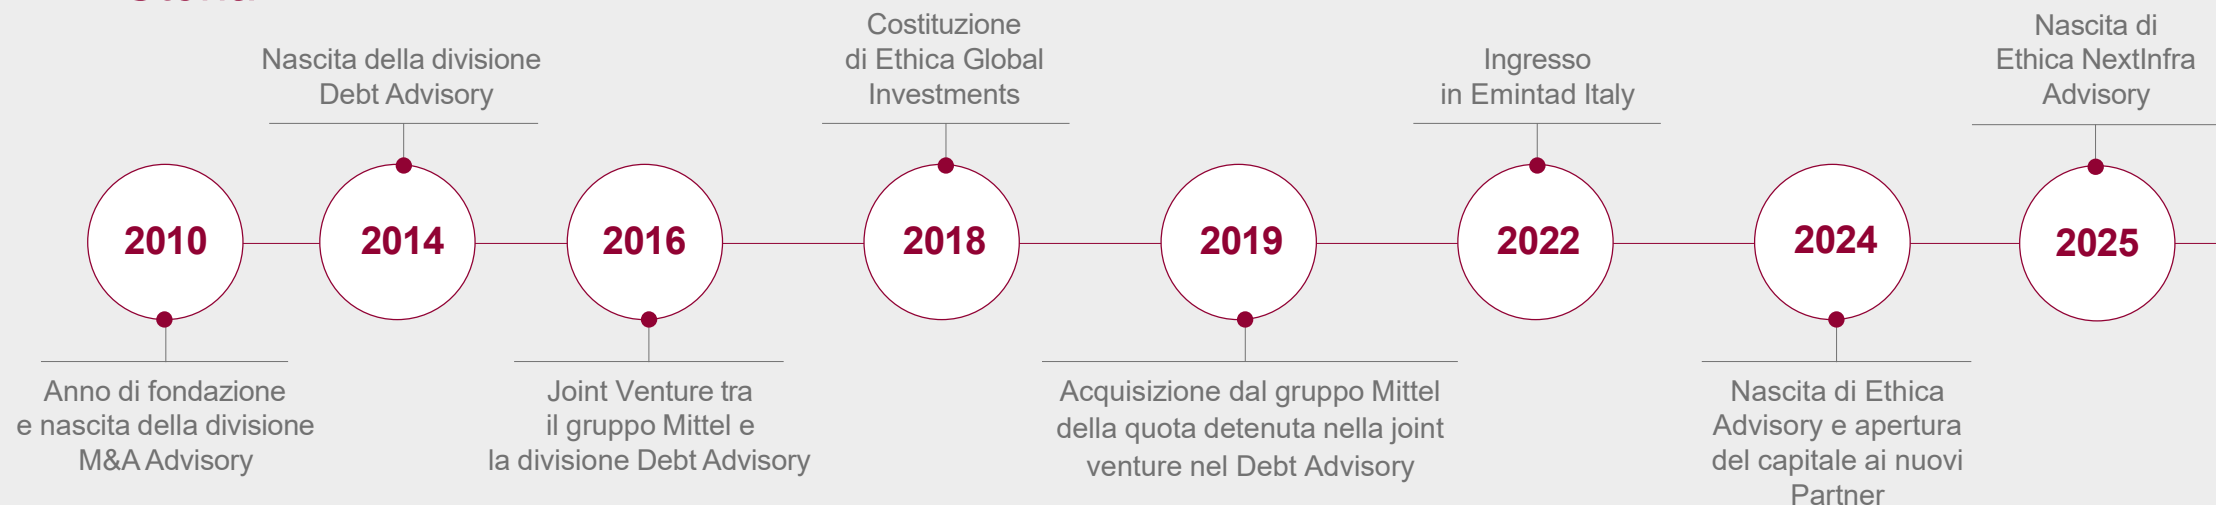 Nascita della divisione
Debt Advisory
Costituzione
di Ethica Global
Investments
Ingresso
in Emintad Italy
Nascita di
Ethica NextInfra
Advisory
2010
2014
2016
2018
2019
2022
2024
2025
Anno di fondazione
e nascita della divisione
M&A Advisory
Joint Venture tra
il gruppo Mittel e
la divisione Debt Advisory
Acquisizione dal gruppo Mittel
della quota detenuta nella joint
venture nel Debt Advisory
Nascita di Ethica
Advisory e apertura
del capitale ai nuovi
Partner